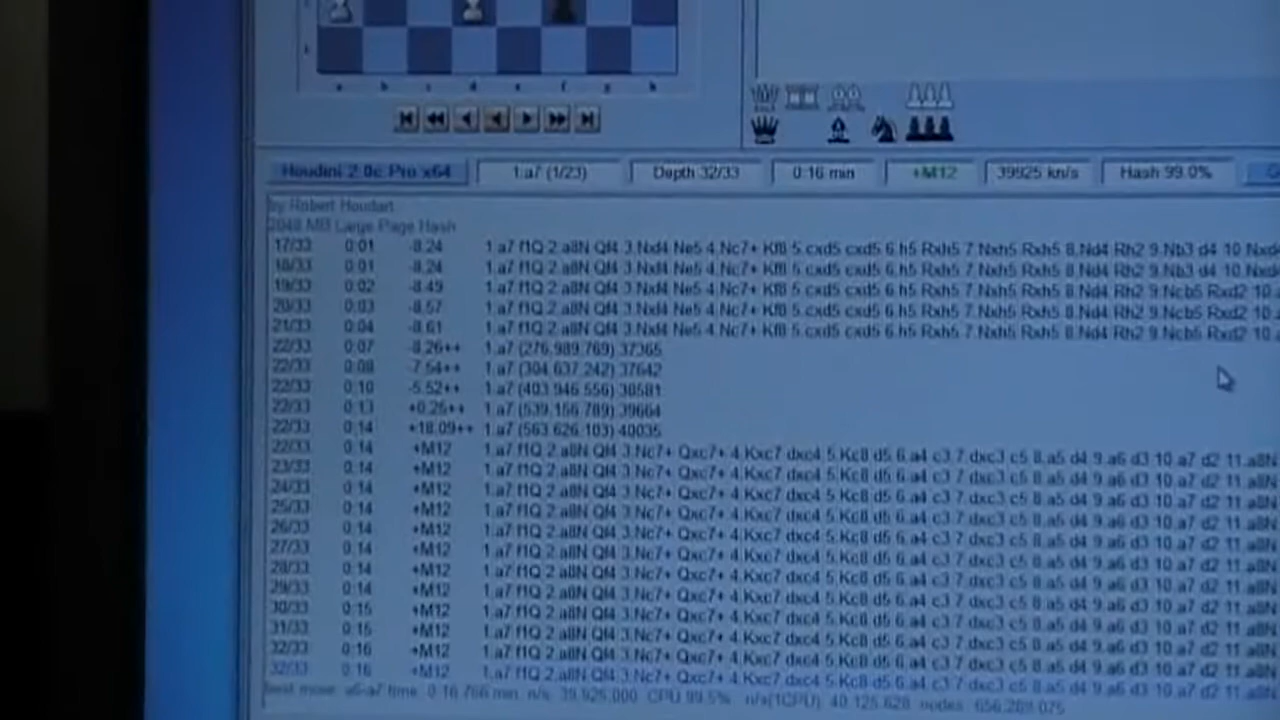 a b c d e f g h
Houdini 2.0c Pro x64 1.a7 (1/23) Depth 32/33 0:16 min +M12 39925 kn/s Hash 99.0%
by Robert Houdart
2048 MB Large Page Hash
17/33 0:01 -8.24 1.a7 f1Q 2.a8N Qf4 3.Nxd4 Ne5 4.Nc7+ Kf8 5.cxd5 cxd5 6.h5 Rxh5 7.Nxh5 Rxh5 8.Nd4 Rh2 9.Nb3 d4 10.Nxd
18/33 0:01 -8.24 1.a7 f1Q 2.a8N Qf4 3.Nxd4 Ne5 4.Nc7+ Kf8 5.cxd5 cxd5 6.h5 Rxh5 7.Nxh5 Rxh5 8.Nd4 Rh2 9.Nb3 d4 10.Nxd
19/33 0:02 -8.49 1.a7 f1Q 2.a8N Qf4 3.Nxd4 Ne5 4.Nc7+ Kf8 5.cxd5 cxd5 6.h5 Rxh5 7.Nxh5 Rxh5 8.Nd4 Rh2 9.Ncb5 Rxd2 10.
20/33 0:03 -8.57 1.a7 f1Q 2.a8N Qf4 3.Nxd4 Ne5 4.Nc7+ Kf8 5.cxd5 cxd5 6.h5 Rxh5 7.Nxh5 Rxh5 8.Nd4 Rh2 9.Ncb5 Rxd2 10.
21/33 0:04 -8.61 1.a7 f1Q 2.a8N Qf4 3.Nxd4 Ne5 4.Nc7+ Kf8 5.cxd5 cxd5 6.h5 Rxh5 7.Nxh5 Rxh5 8.Nd4 Rh2 9.Ncb5 Rxd2 10.
22/33 0:07 -8.26++ 1.a7 (276.989.769) 37365
22/33 0:08 -7.54++ 1.a7 (304.637.242) 37642
22/33 0:10 -5.52++ 1.a7 (403.946.556) 38581
22/33 0:13 +0.26++ 1.a7 (539.156.789) 39664
22/33 0:14 +18.09++ 1.a7 (563.626.103) 40035
22/33 0:14 +M12 1.a7 f1Q 2.a8N Qf4 3.Nc7+ Qxc7+ 4.Kxc7 dxc4 5.Kc8 d5 6.a4 c3 7.dxc3 c5 8.a5 d4 9.a6 d3 10.a7 d2 11.a8N
23/33 0:14 +M12 1.a7 f1Q 2.a8N Qf4 3.Nc7+ Qxc7+ 4.Kxc7 dxc4 5.Kc8 d5 6.a4 c3 7.dxc3 c5 8.a5 d4 9.a6 d3 10.a7 d2 11.a8N
24/33 0:14 +M12 1.a7 f1Q 2.a8N Qf4 3.Nc7+ Qxc7+ 4.Kxc7 dxc4 5.Kc8 d5 6.a4 c3 7.dxc3 c5 8.a5 d4 9.a6 d3 10.a7 d2 11.a8N
25/33 0:14 +M12 1.a7 f1Q 2.a8N Qf4 3.Nc7+ Qxc7+ 4.Kxc7 dxc4 5.Kc8 d5 6.a4 c3 7.dxc3 c5 8.a5 d4 9.a6 d3 10.a7 d2 11.a8N
26/33 0:14 +M12 1.a7 f1Q 2.a8N Qf4 3.Nc7+ Qxc7+ 4.Kxc7 dxc4 5.Kc8 d5 6.a4 c3 7.dxc3 c5 8.a5 d4 9.a6 d3 10.a7 d2 11.a8N
27/33 0:14 +M12 1.a7 f1Q 2.a8N Qf4 3.Nc7+ Qxc7+ 4.Kxc7 dxc4 5.Kc8 d5 6.a4 c3 7.dxc3 c5 8.a5 d4 9.a6 d3 10.a7 d2 11.a8N
28/33 0:14 +M12 1.a7 f1Q 2.a8N Qf4 3.Nc7+ Qxc7+ 4.Kxc7 dxc4 5.Kc8 d5 6.a4 c3 7.dxc3 c5 8.a5 d4 9.a6 d3 10.a7 d2 11.a8N
29/33 0:14 +M12 1.a7 f1Q 2.a8N Qf4 3.Nc7+ Qxc7+ 4.Kxc7 dxc4 5.Kc8 d5 6.a4 c3 7.dxc3 c5 8.a5 d4 9.a6 d3 10.a7 d2 11.a8N
30/33 0:15 +M12 1.a7 f1Q 2.a8N Qf4 3.Nc7+ Qxc7+ 4.Kxc7 dxc4 5.Kc8 d5 6.a4 c3 7.dxc3 c5 8.a5 d4 9.a6 d3 10.a7 d2 11.a8N
31/33 0:15 +M12 1.a7 f1Q 2.a8N Qf4 3.Nc7+ Qxc7+ 4.Kxc7 dxc4 5.Kc8 d5 6.a4 c3 7.dxc3 c5 8.a5 d4 9.a6 d3 10.a7 d2 11.a8N
32/33 0:16 +M12 1.a7 f1Q 2.a8N Qf4 3.Nc7+ Qxc7+ 4.Kxc7 dxc4 5.Kc8 d5 6.a4 c3 7.dxc3 c5 8.a5 d4 9.a6 d3 10.a7 d2 11.a8N
32/33 0:16 +M12 1.a7 f1Q 2.a8N Qf4 3.Nc7+ Qxc7+ 4.Kxc7 dxc4 5.Kc8 d5 6.a4 c3 7.dxc3 c5 8.a5 d4 9.a6 d3 10.a7 d2 11.a8N
best move: a6-a7 time: 0:16.766 min n/s: 39.925.000 CPU 99.5% n/s(1CPU): 40.125.628 nodes: 656.289.075